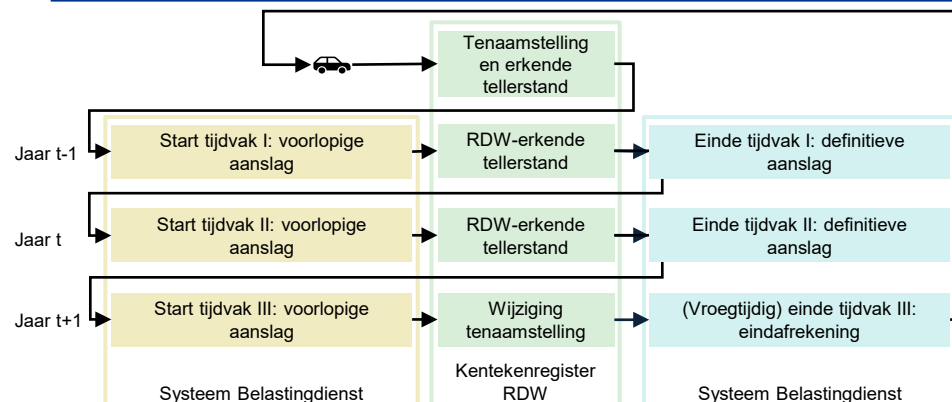 Tenaamstelling
en erkende
tellerstand
Jaar t-1
Start tijdvak I: voorlopige
aanslag
RDW-erkende
tellerstand
Einde tijdvak I: definitieve
aanslag
Jaar t
Start tijdvak II: voorlopige
aanslag
RDW-erkende
tellerstand
Einde tijdvak II: definitieve
aanslag
Jaar t+1
Start tijdvak III: voorlopige
aanslag
Wijziging
tenaamstelling
(Vroegtijdig) einde tijdvak III:
eindafrekening
Systeem Belastingdienst
Kentekenregister
RDW
Systeem Belastingdienst